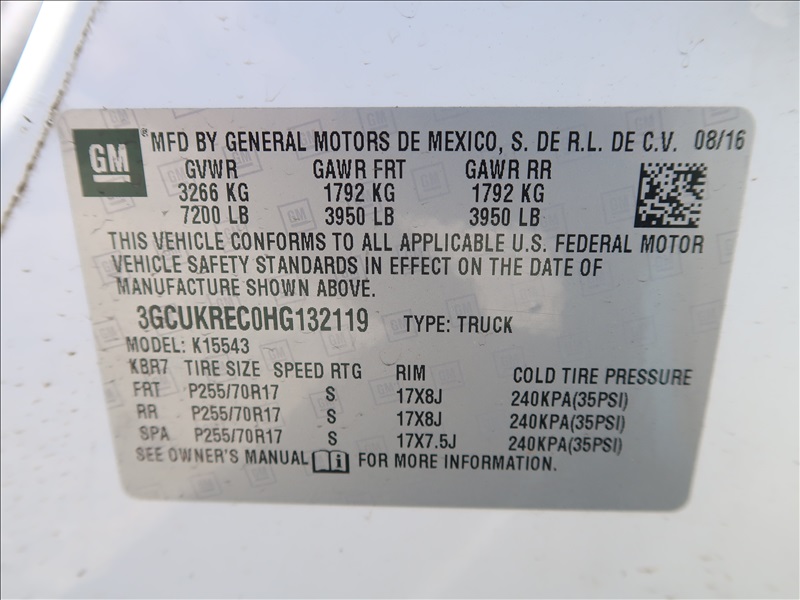 GM® MFD BY GENERAL MOTORS DE MEXICO, S. DE R.L. DE C.V. 08/16
GVWR GAWR FRT GAWR RR
3266 KG 1792 KG 1792 KG
7200 LB 3950 LB 3950 LB
THIS VEHICLE CONFORMS TO ALL APPLICABLE U.S. FEDERAL MOTOR
VEHICLE SAFETY STANDARDS IN EFFECT ON THE DATE OF
MANUFACTURE SHOWN ABOVE.
3GCUKREC0HG132119 TYPE: TRUCK
MODEL: K15543
KBR7 TIRE SIZE SPEED RTG RIM COLD TIRE PRESSURE
FRT P255/70R17 S 17X8J 240KPA(35PSI)
RR P255/70R17 S 17X8J 240KPA(35PSI)
SPA P255/70R17 S 17X7.5J 240KPA(35PSI)
SEE OWNER'S MANUAL i FOR MORE INFORMATION.